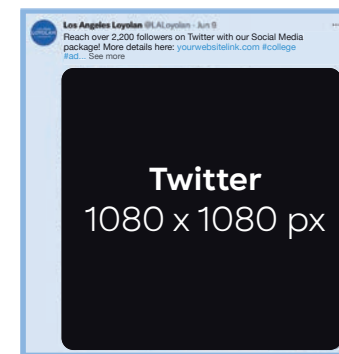 Los Angeles Loyolan @LALoyolan · Jun 9
Reach over 2,200 followers on Twitter with our Social Media
package! More details here: yourwebsitelink.com #college
#ad... See more
Twitter
1080 x 1080 px